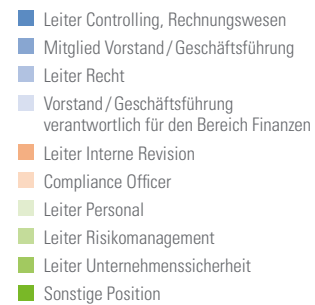 Leiter Controlling, Rechnungswesen
Mitglied Vorstand / Geschäftsführung
Leiter Recht
Vorstand / Geschäftsführung
verantwortlich für den Bereich Finanzen
Leiter Interne Revision
Compliance Officer
Leiter Personal
Leiter Risikomanagement
Leiter Unternehmenssicherheit
Sonstige Position